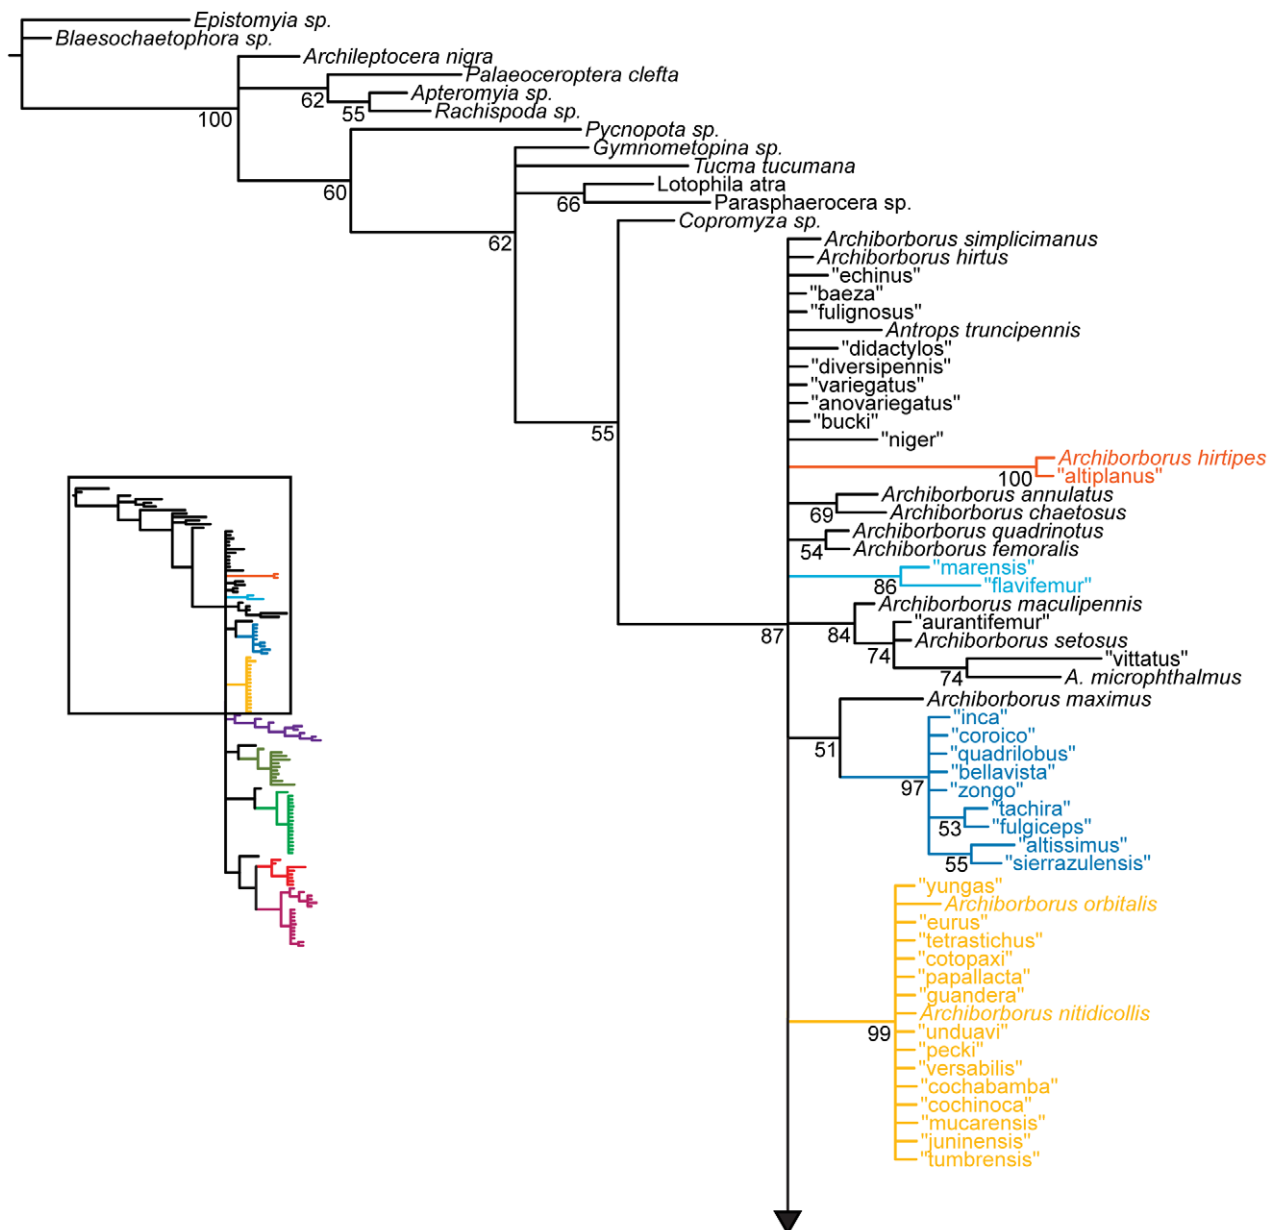 Epistomyia sp.
Blaesochaetophora sp.
Archileptocera nigra
Palaeoceroptera clefta
62
Apteromyia sp.
55
Rachispoda sp.
100
Pycnopota sp.
Gymnometopina sp.
Tucma tucumana
Lotophila atra
60
66
Parasphaerocera sp.
Copromyza sp.
62
Archiborborus simplicimanus
Archiborborus hirtus
"echinus"
"baeza"
"fulignosus"
Antrops truncipennis
"didactylos"
"diversipennis"
"variegatus"
"anovariegatus"
"bucki"
55
"niger"
Archiborborus hirtipes
100
"altiplanus"
Archiborborus annulatus
69
Archiborborus chaetosus
Archiborborus quadrinotus
54
Archiborborus femoralis
"marensis"
86
"flavifemur"
Archiborborus maculipennis
"aurantifemur"
87
84
Archiborborus setosus
74
"vittatus"
74
A. microphthalmus
Archiborborus maximus
"inca"
"coroico"
51
"quadrilobus"
"bellavista"
97
"zongo"
"tachira"
53
"fulgiceps"
"altissimus"
55
"sierrazulensis"
"yungas"
Archiborborus orbitalis
"eurus"
"tetrastichus"
"cotopaxi"
"papallacta"
"guandera"
Archiborborus nitidicollis
99
"unduavi"
"pecki"
"versabilis"
"cochabamba"
"cochinoca"
"mucarensis"
"juninensis"
"tumbrensis"